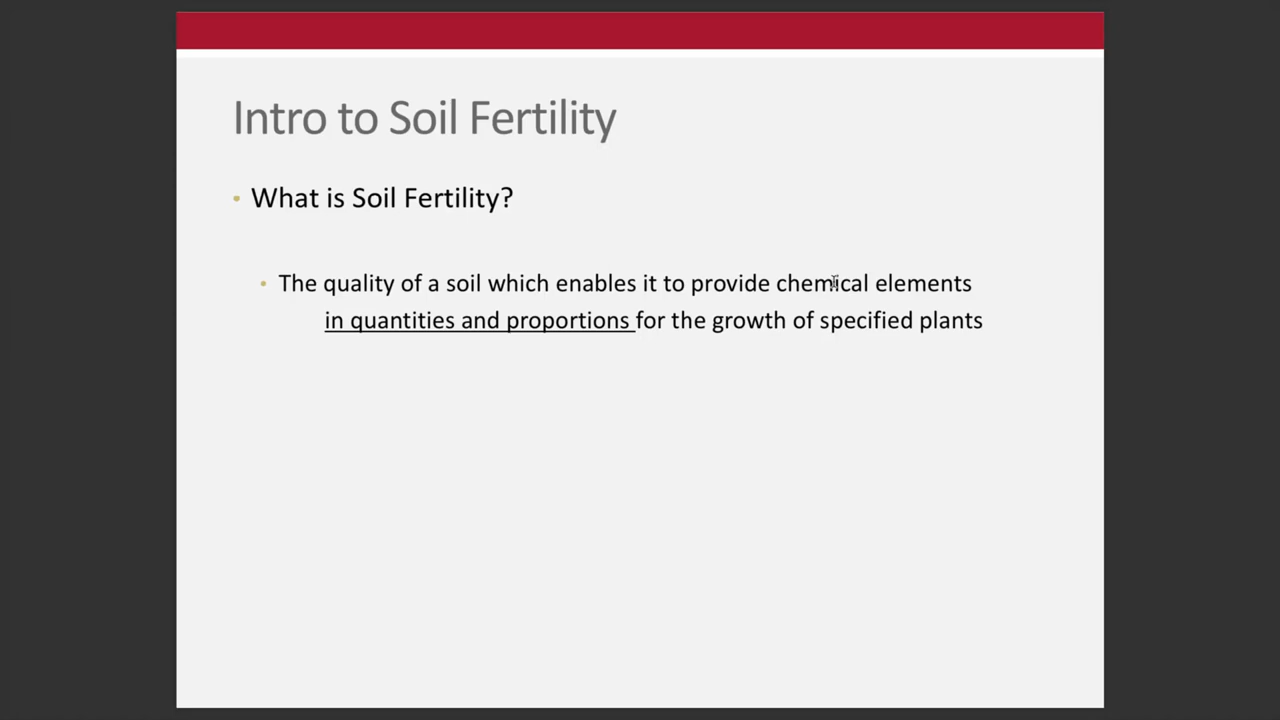 Intro to Soil Fertility
• What is Soil Fertility?
• The quality of a soil which enables it to provide chemical elements
in quantities and proportions for the growth of specified plants